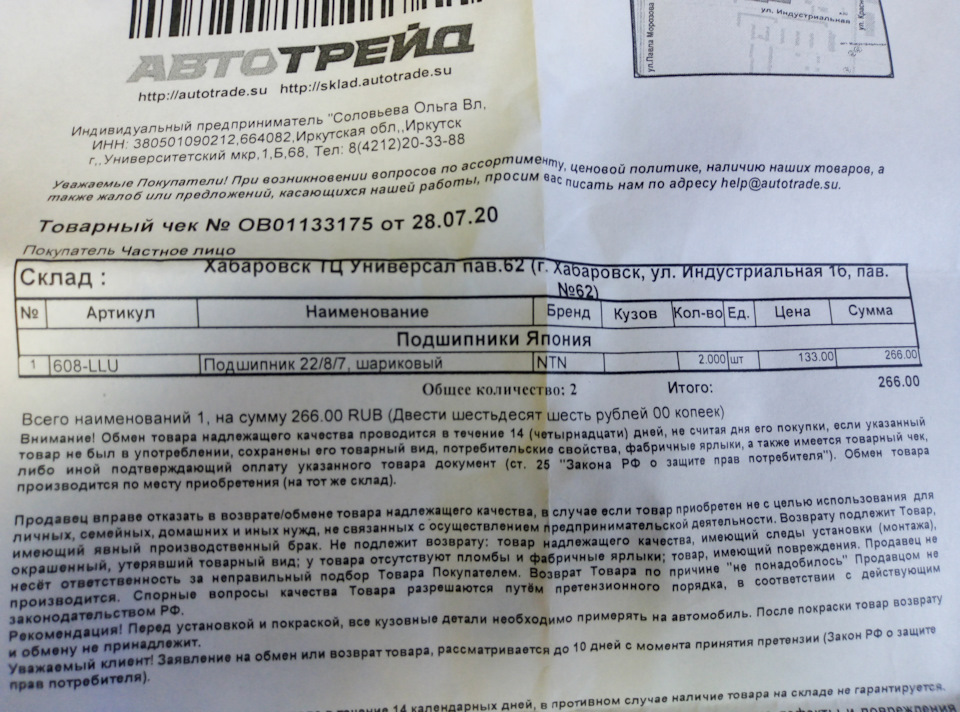 ул. Индустриальная
ул.Павла Морозова
АВТОТРЕЙД
http://autotrade.su http://sklad.autotrade.su
Индивидуальный предприниматель "Соловьева Ольга Вл,
ИНН: 380501090212,664082,Иркутская обл,,Иркутск
г,,Университетский мкр,1,Б,68, Тел: 8(4212)20-33-88
Уважаемые Покупатели! При возникновении вопросов по ассортименту, ценовой политике, наличию наших товаров, а
также жалоб или предложений, касающихся нашей работы, просим вас писать нам по адресу help@autotrade.su.
Товарный чек № ОВ01133175 от 28.07.20
Покупатель Частное лицо
Склад : Хабаровск ТЦ Универсал пав.62 (г. Хабаровск, ул. Индустриальная 1б, пав.
№62)
№ Артикул Наименование Бренд Кузов Кол-во Ед. Цена Сумма
Подшипники Япония
1 608-LLU Подшипник 22/8/7, шариковый NTN 2.000 шт 133.00 266.00
Общее количество: 2 Итого: 266.00
Всего наименований 1, на сумму 266.00 RUB (Двести шестьдесят шесть рублей 00 копеек)
Внимание! Обмен товара надлежащего качества проводится в течение 14 (четырнадцати) дней, не считая дня его покупки, если указанный
товар не был в употреблении, сохранены его товарный вид, потребительские свойства, фабричные ярлыки, а также имеется товарный чек,
либо иной подтверждающий оплату указанного товара документ (ст. 25 "Закона РФ о защите прав потребителя"). Обмен товара
производится по месту приобретения (на тот же склад).
Продавец вправе отказать в возврате/обмене товара надлежащего качества, в случае если товар приобретен не с целью использования для
личных, семейных, домашних и иных нужд, не связанных с осуществлением предпринимательской деятельности. Возврату подлежит Товар,
имеющий явный производственный брак. Не подлежит возврату: товар надлежащего качества, имеющий следы установки (монтажа),
окрашенный, утерявший товарный вид; у товара отсутствуют пломбы и фабричные ярлыки; товар, имеющий повреждения. Продавец не
несёт ответственность за неправильный подбор Товара Покупателем. Возврат Товара по причине "не понадобилось" Продавцом не
производится. Спорные вопросы качества Товара разрешаются путём претензионного порядка, в соответствии с действующим
законодательством РФ.
Рекомендация! Перед установкой и покраской, все кузовные детали необходимо примерять на автомобиль. После покраски товар возврату
и обмену не принадлежит.
Уважаемый клиент! Заявление на обмен или возврат товара, рассматривается до 10 дней с момента принятия претензии (Закон РФ о защите
прав потребителя).
в течение 14 календарных дней, в противном случае наличие товара на складе не гарантируется.
и повреждения